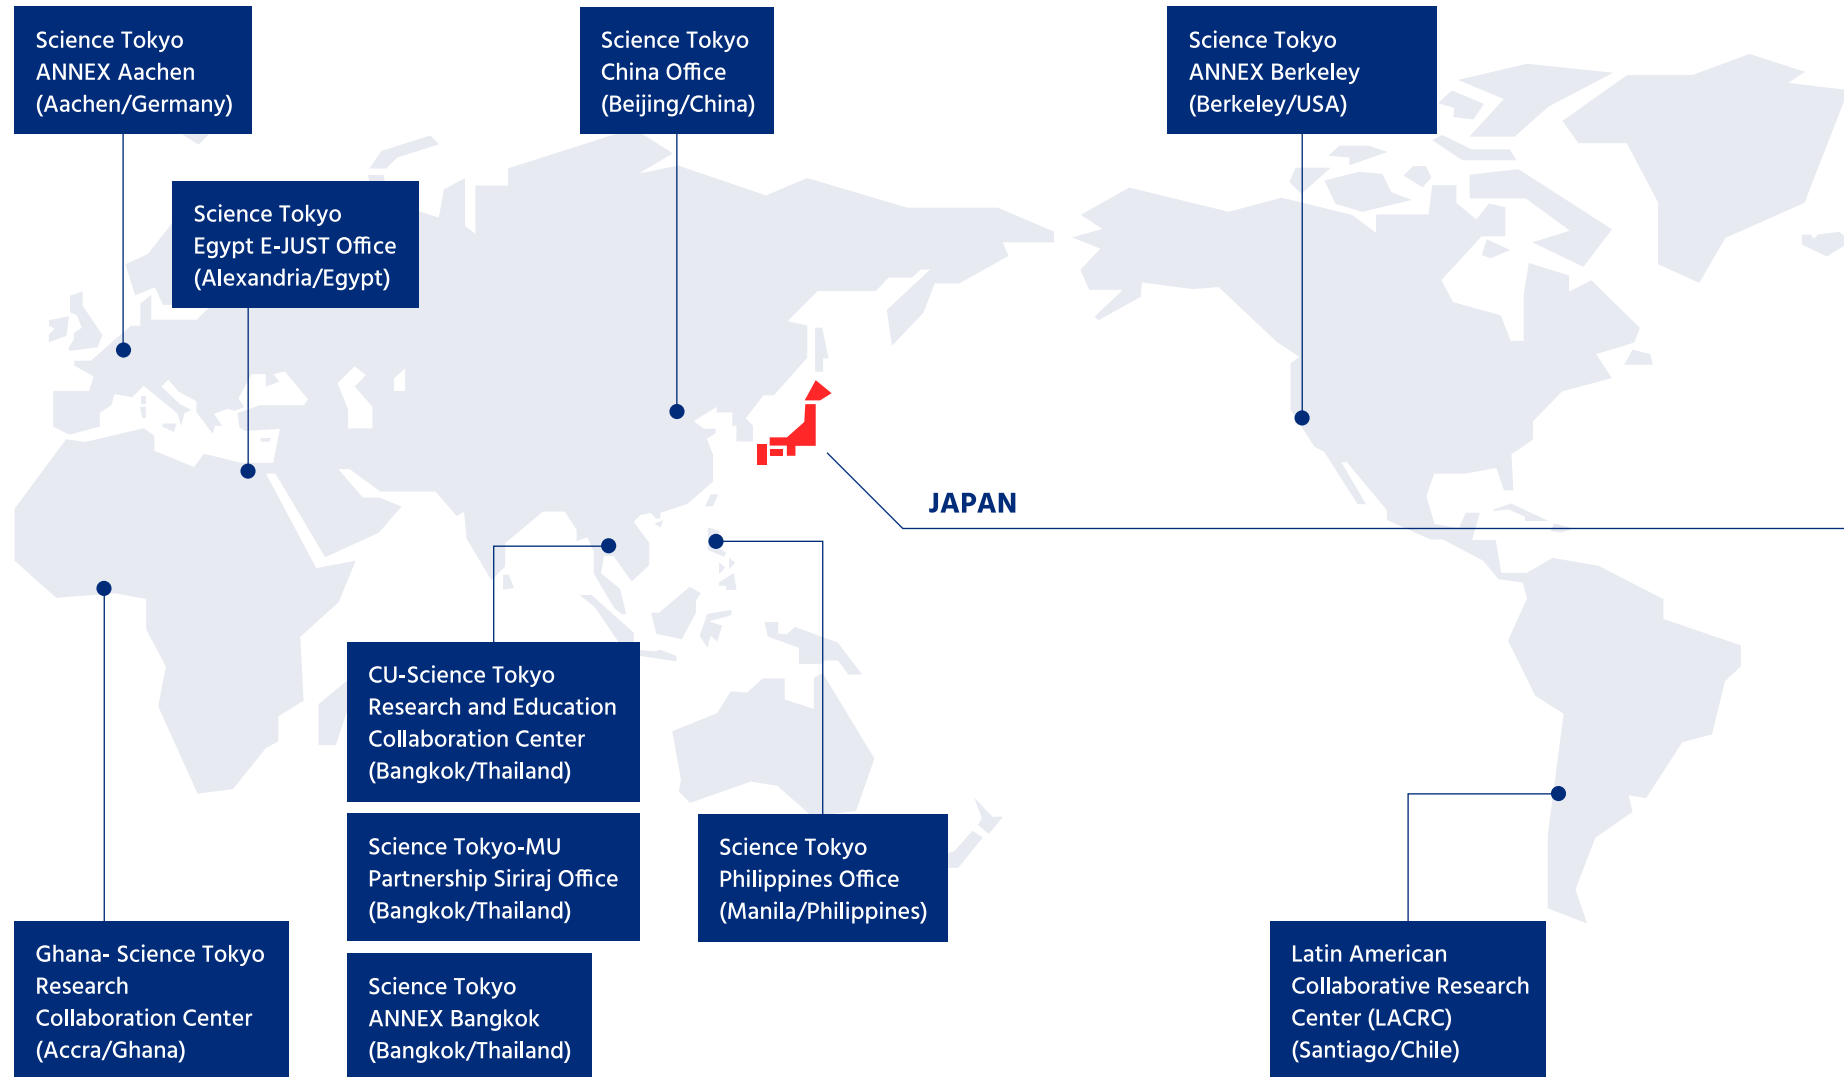 Science Tokyo
ANNEX Aachen
(Aachen/Germany)
Science Tokyo
China Office
(Beijing/China)
Science Tokyo
ANNEX Berkeley
(Berkeley/USA)
Science Tokyo
Egypt E-JUST Office
(Alexandria/Egypt)
JAPAN
CU-Science Tokyo
Research and Education
Collaboration Center
(Bangkok/Thailand)
Science Tokyo-MU
Partnership Siriraj Office
(Bangkok/Thailand)
Science Tokyo
ANNEX Bangkok
(Bangkok/Thailand)
Science Tokyo
Philippines Office
(Manila/Philippines)
Ghana- Science Tokyo
Research
Collaboration Center
(Accra/Ghana)
Latin American
Collaborative Research
Center (LACRC)
(Santiago/Chile)